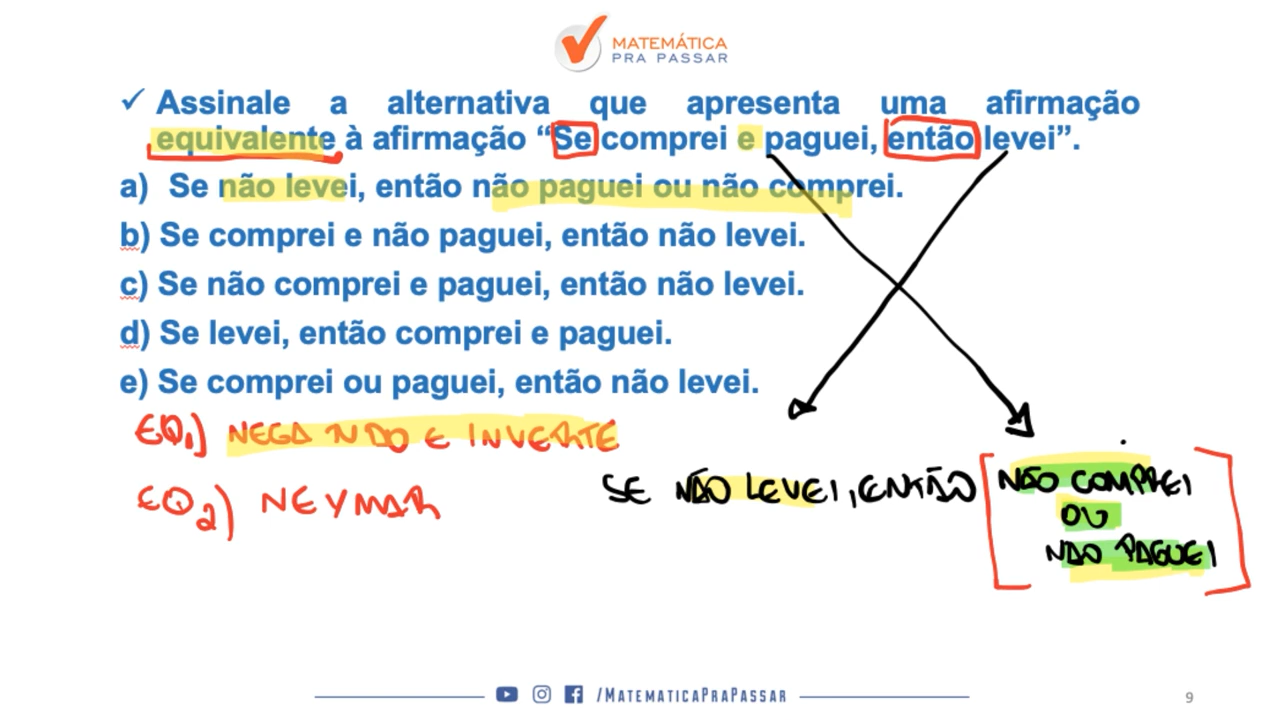 MATEMÁTICA
PRA PASSAR
✓ Assinale a alternativa que apresenta uma afirmação
equivalente à afirmação “Se comprei e paguei, então levei”.
a) Se não levei, então não paguei ou não comprei.
b) Se comprei e não paguei, então não levei.
c) Se não comprei e paguei, então não levei.
d) Se levei, então comprei e paguei.
e) Se comprei ou paguei, então não levei.
EQ1) NEGANDO E INVERTE
EQ2) NEYMAR
SE NÃO LEVEI, ENTÃO [NÃO COMPREI
OU
NÃO PAGUEI]
/MATEMATICAPRAPASSAR
9